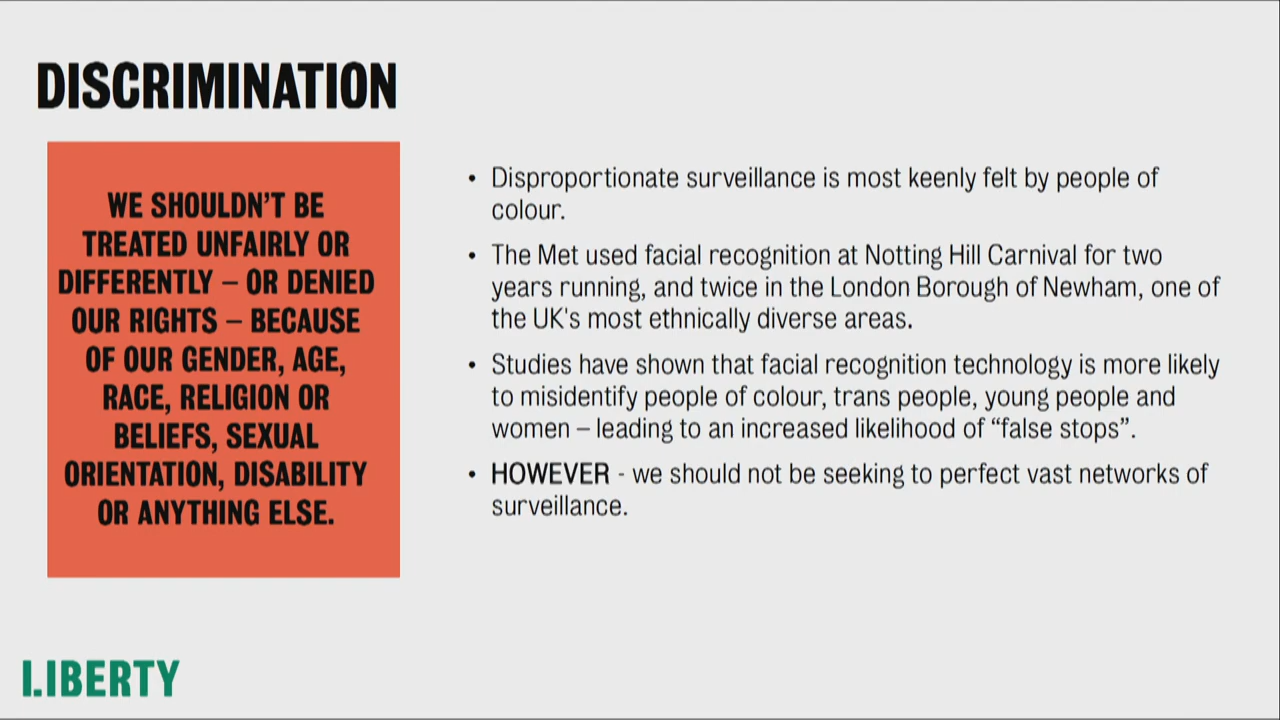 DISCRIMINATION
WE SHOULDN'T BE
TREATED UNFAIRLY OR
DIFFERENTLY – OR DENIED
OUR RIGHTS – BECAUSE
OF OUR GENDER, AGE,
RACE, RELIGION OR
BELIEFS, SEXUAL
ORIENTATION, DISABILITY
OR ANYTHING ELSE.
• Disproportionate surveillance is most keenly felt by people of
colour.
• The Met used facial recognition at Notting Hill Carnival for two
years running, and twice in the London Borough of Newham, one of
the UK's most ethnically diverse areas.
• Studies have shown that facial recognition technology is more likely
to misidentify people of colour, trans people, young people and
women – leading to an increased likelihood of “false stops”.
• HOWEVER - we should not be seeking to perfect vast networks of
surveillance.
LIBERTY